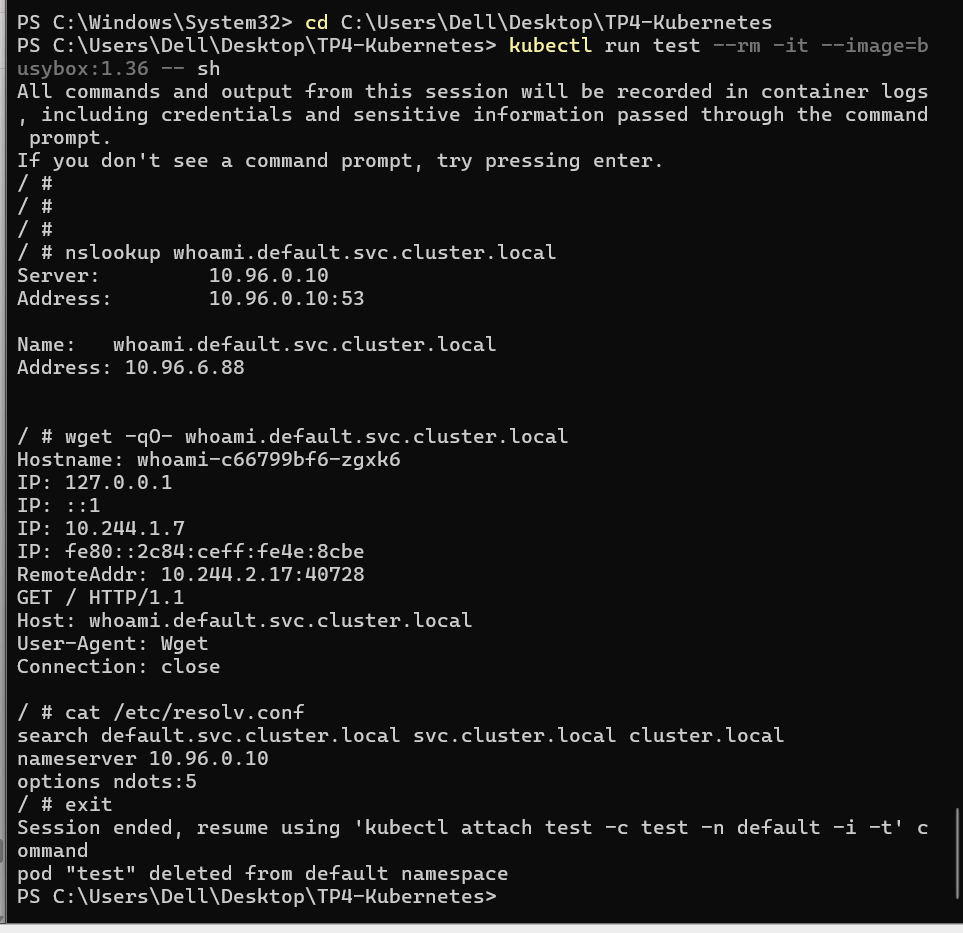 PS C:\Windows\System32> cd C:\Users\Dell\Desktop\TP4-Kubernetes
PS C:\Users\Dell\Desktop\TP4-Kubernetes> kubectl run test --rm -it --image=b
usybox:1.36 -- sh
All commands and output from this session will be recorded in container logs
, including credentials and sensitive information passed through the command
 prompt.
If you don't see a command prompt, try pressing enter.
/ #
/ #
/ #
/ # nslookup whoami.default.svc.cluster.local
Server:         10.96.0.10
Address:        10.96.0.10:53

Name:   whoami.default.svc.cluster.local
Address: 10.96.6.88


/ # wget -qO- whoami.default.svc.cluster.local
Hostname: whoami-c66799bf6-zgxk6
IP: 127.0.0.1
IP: ::1
IP: 10.244.1.7
IP: fe80::2c84:ceff:fe4e:8cbe
RemoteAddr: 10.244.2.17:40728
GET / HTTP/1.1
Host: whoami.default.svc.cluster.local
User-Agent: Wget
Connection: close

/ # cat /etc/resolv.conf
search default.svc.cluster.local svc.cluster.local cluster.local
nameserver 10.96.0.10
options ndots:5
/ # exit
Session ended, resume using 'kubectl attach test -c test -n default -i -t' c
ommand
pod "test" deleted from default namespace
PS C:\Users\Dell\Desktop\TP4-Kubernetes>